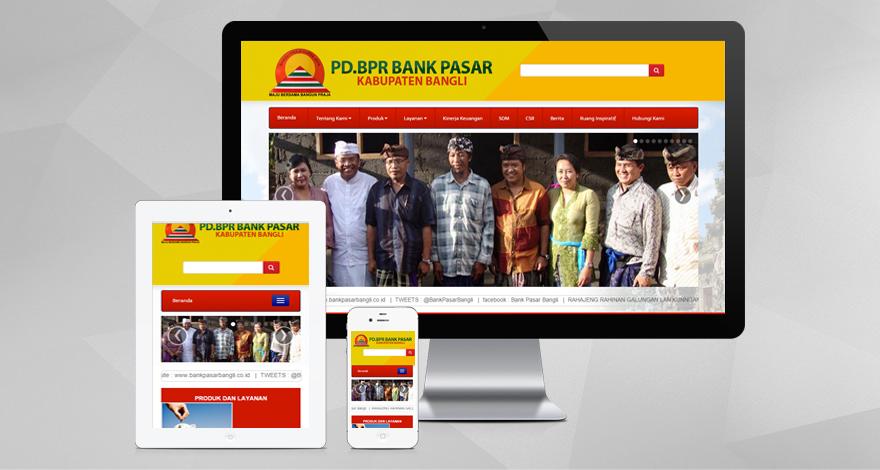 PD.BPR BANK PASAR
KABUPATEN BANGLI
MAJU BERSAMA BANGUN PRAJA
Beranda Tentang Kami Produk Layanan Kinerja Keuangan SDM CSR Berita Ruang Inspiratif Hubungi Kami
.bankpasarbangli.co.id | TWEETS : @BankPasarBangli | facebook : Bank Pasar Bangli | RAHAJENG RAHINAN GALUNGAN LAN KUNINGAN
PD.BPR BANK PASAR
KABUPATEN BANGLI
Beranda
site : www.bankpasarbangli.co.id | TWEETS : @B
PRODUK DAN LAYANAN
PD.BPR BANK PASAR
KABUPATEN BANGLI
Beranda
PRODUK DAN LAYANAN